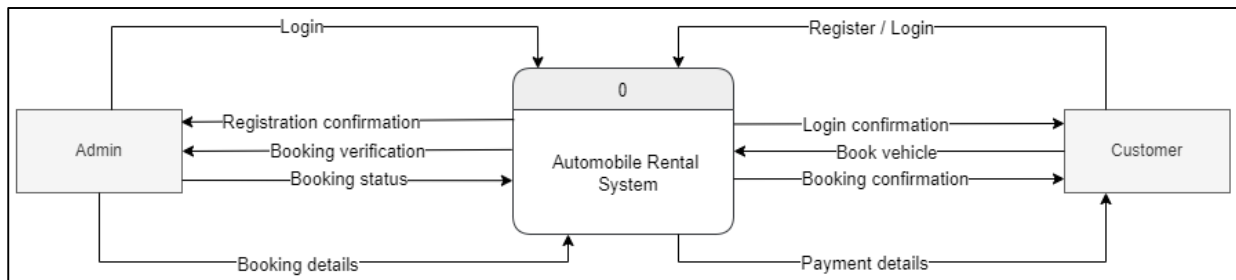 Login
Register / Login
0
Registration confirmation
Login confirmation
Admin
Booking verification
Automobile Rental
System
Book vehicle
Customer
Booking status
Booking confirmation
Booking details
Payment details